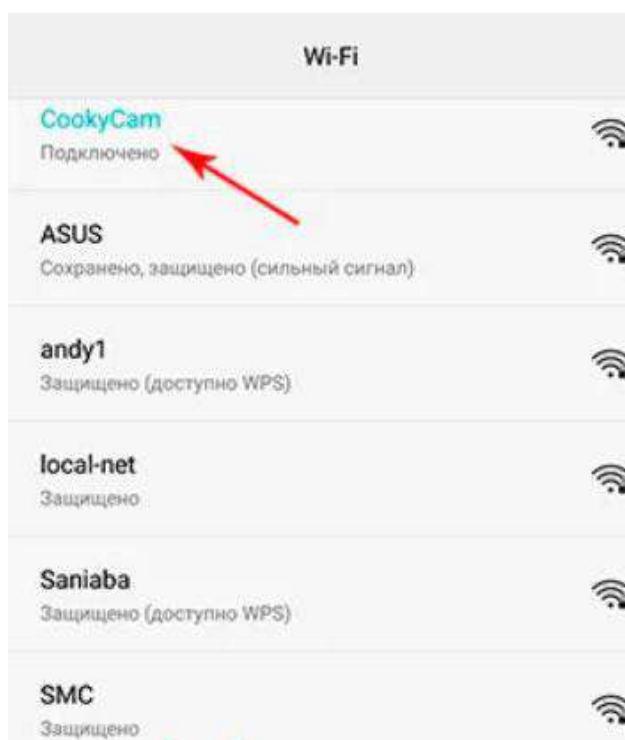 Wi-Fi
CookyCam
Подключено
ASUS
Сохранено, защищено (сильный сигнал)
andy1
Защищено (доступно WPS)
local-net
Защищено
Saniaba
Защищено (доступно WPS)
SMC
Защищено